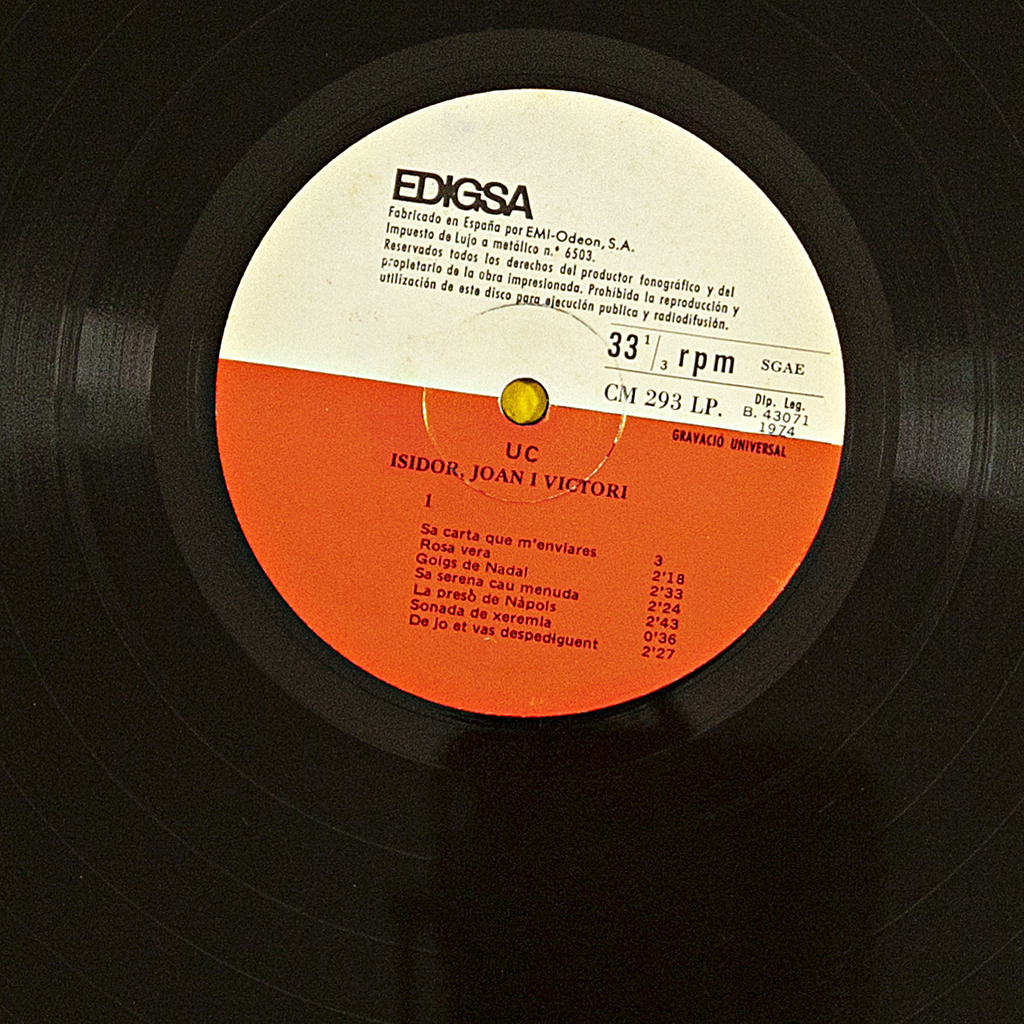 EDIGSA
Fabricado en España por EMI-Odeon, S.A.
Impuesto de Lujo a metálico n.º 6503.
Reservados todos los derechos del productor fonográfico y del
propietario de la obra impresionada. Prohibida la reproducción y
utilización de este disco para ejecución publica y radiodifusión.
33 1/3 rpm SGAE
CM 293 LP. Dip. Leg.
B. 43071
1974
GRAVACIÓ UNIVERSAL
UC
ISIDOR, JOAN I VICTORI
1
Sa carta que m'enviares 3
Rosa vera 2'18
Goigs de Nadal 2'33
Sa serena cau menuda 2'24
La presò de Nàpols 2'43
Sonada de xeremia 0'36
De jo et vas despediguent 2'27